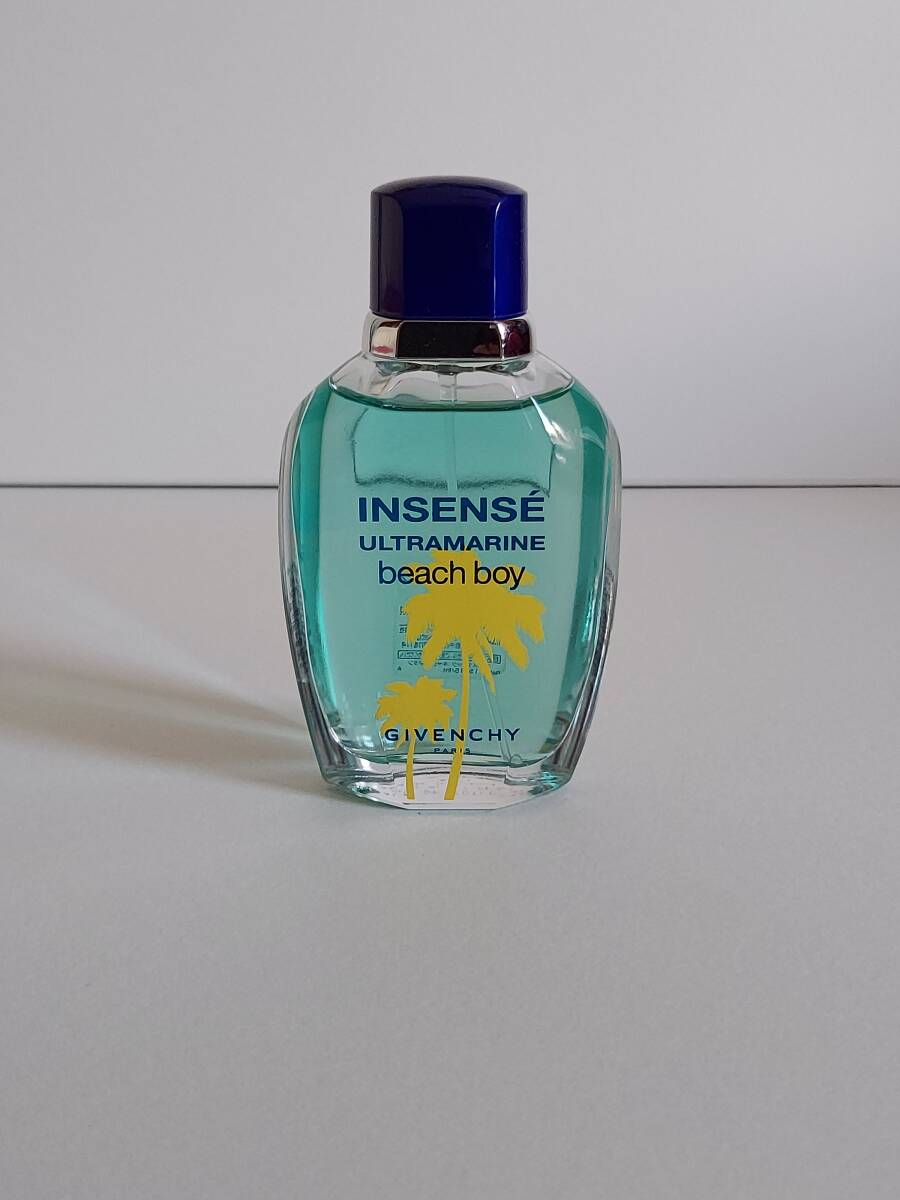 INSENSÉ
ULTRAMARINE
beach boy
GIVENCHY
PARIS